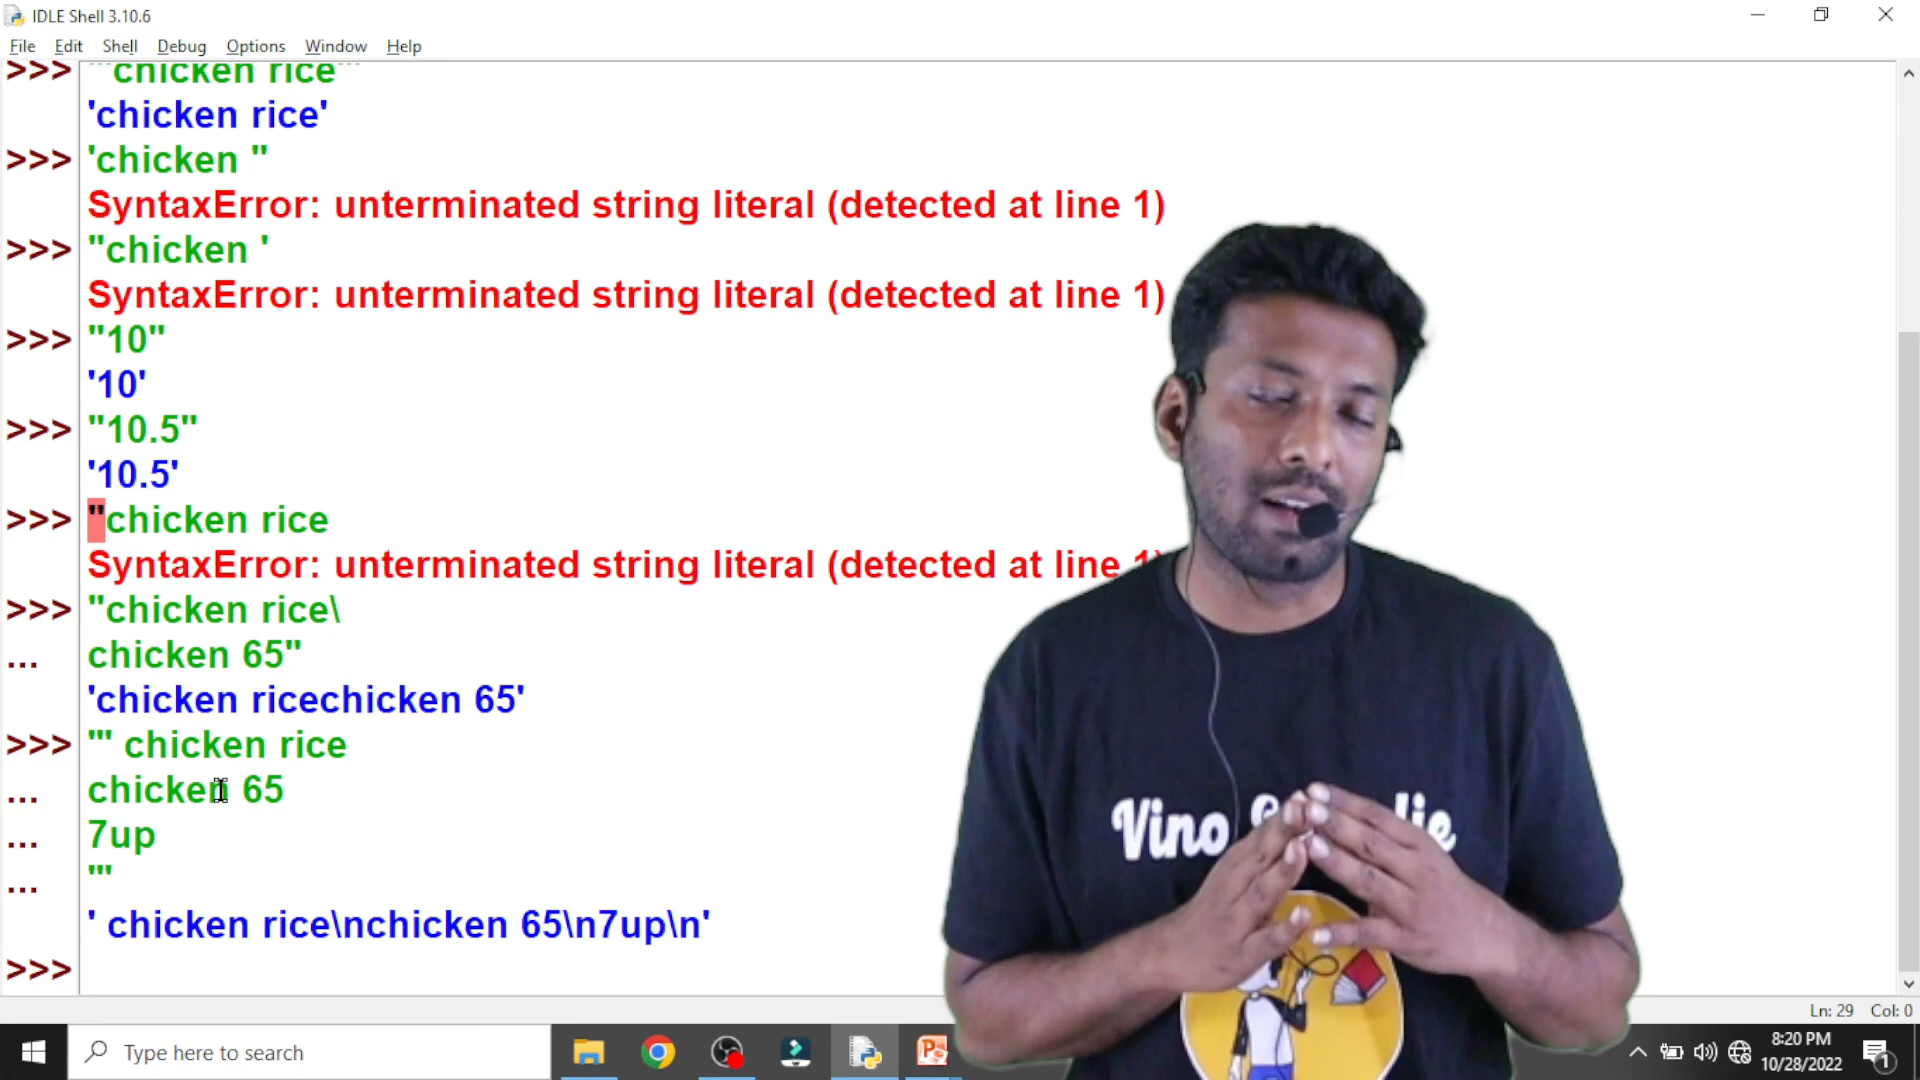 IDLE Shell 3.10.6
File Edit Shell Debug Options Window Help
>>> '''chicken rice'''
'chicken rice'
>>> 'chicken "
SyntaxError: unterminated string literal (detected at line 1)
>>> "chicken '
SyntaxError: unterminated string literal (detected at line 1)
>>> "10"
'10'
>>> "10.5"
'10.5'
>>> "chicken rice
SyntaxError: unterminated string literal (detected at line 1)
>>> "chicken rice\
... chicken 65"
'chicken ricechicken 65'
>>> ''' chicken rice
... chicken 65
... 7up
... '''
' chicken rice\nchicken 65\n7up\n'
>>>
Vino
Ln: 29 Col: 0
Type here to search
8:20 PM
10/28/2022
1